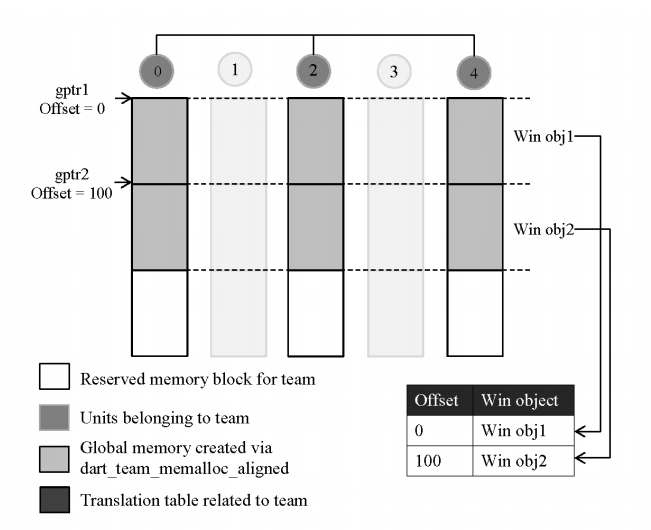 0
1
2
3
4
gptr1
Offset = 0
Win obj1
gptr2
Offset = 100
Win obj2
Reserved memory block for team
Units belonging to team
Global memory created via
dart_team_memalloc_aligned
Translation table related to team
Offset Win object
0 Win obj1
100 Win obj2